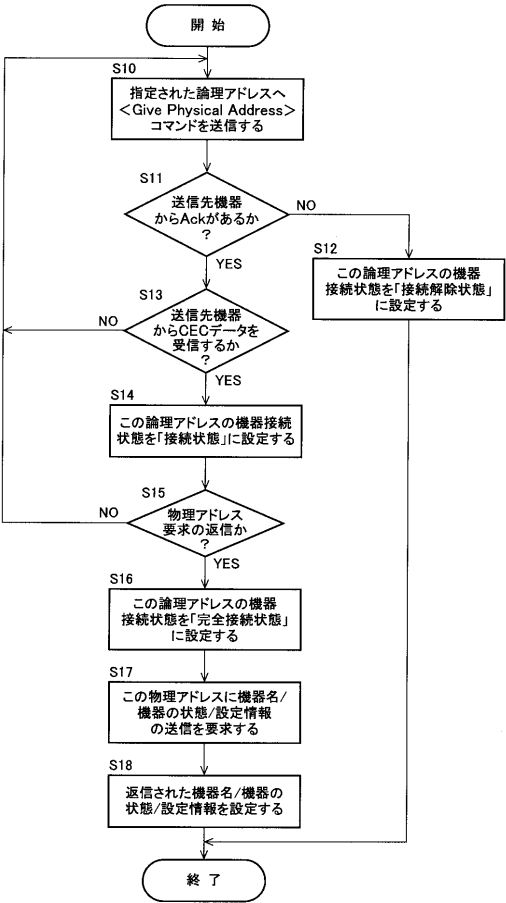 開 始
S10
指定された論理アドレスへ
<Give Physical Address>
コマンドを送信する
S11
送信先機器
からAckがあるか
?
NO
YES
S12
この論理アドレスの機器
接続状態を「接続解除状態」
に設定する
S13
送信先機器
からCECデータを
受信するか
?
NO
YES
S14
この論理アドレスの機器接続
状態を「接続状態」に設定する
S15
物理アドレス
要求の返信か
?
NO
YES
S16
この論理アドレスの機器
接続状態を「完全接続状態」
に設定する
S17
この物理アドレスに機器名/
機器の状態/設定情報
の送信を要求する
S18
返信された機器名/機器の
状態/設定情報を設定する
終 了